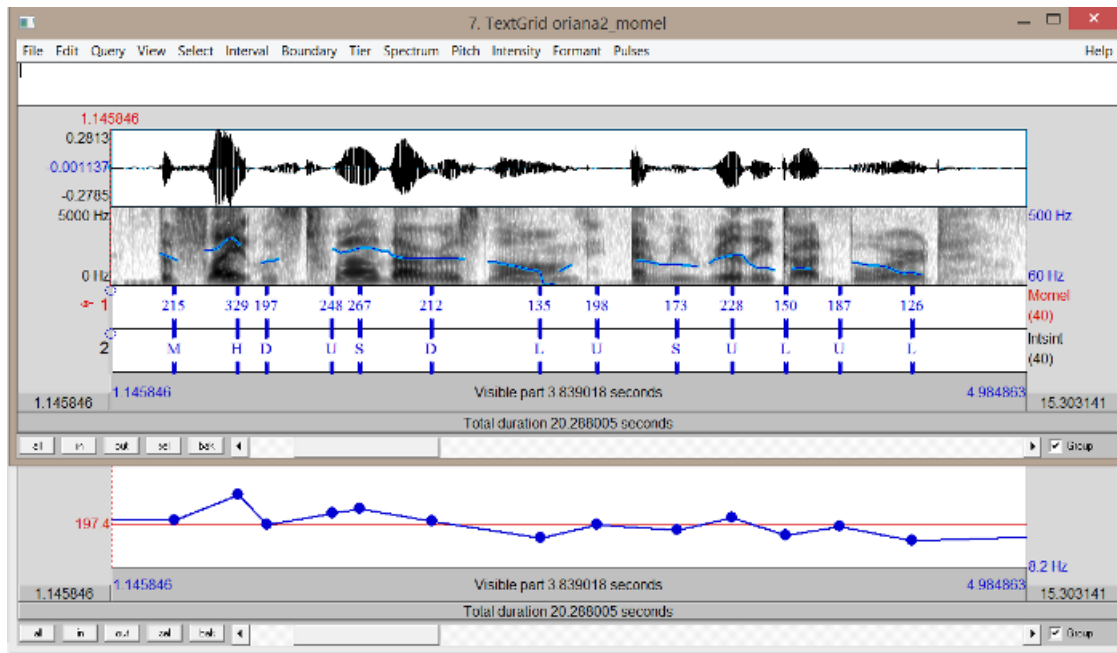 7. TextGrid oriana2_momel
File Edit Query View Select Interval Boundary Tier Spectrum Pitch Intensity Formant Pulses Help
1.145846
0.2813
-0.001137
-0.2785
5000 Hz 500 Hz
0 Hz 60 Hz
1 215 329 197 248 267 212 135 198 173 228 150 187 126 Momel
(40)
2 M H D U S D L U S U L U L Intsint
(40)
1.145846 Visible part 3.839018 seconds 4.984863
1.145846 15.303141
Total duration 20.288005 seconds
all in out sel bak Group
197.4
8.2 Hz
1.145846 Visible part 3.839018 seconds 4.984863
1.145846 15.303141
Total duration 20.288005 seconds
all in out sel bak Group